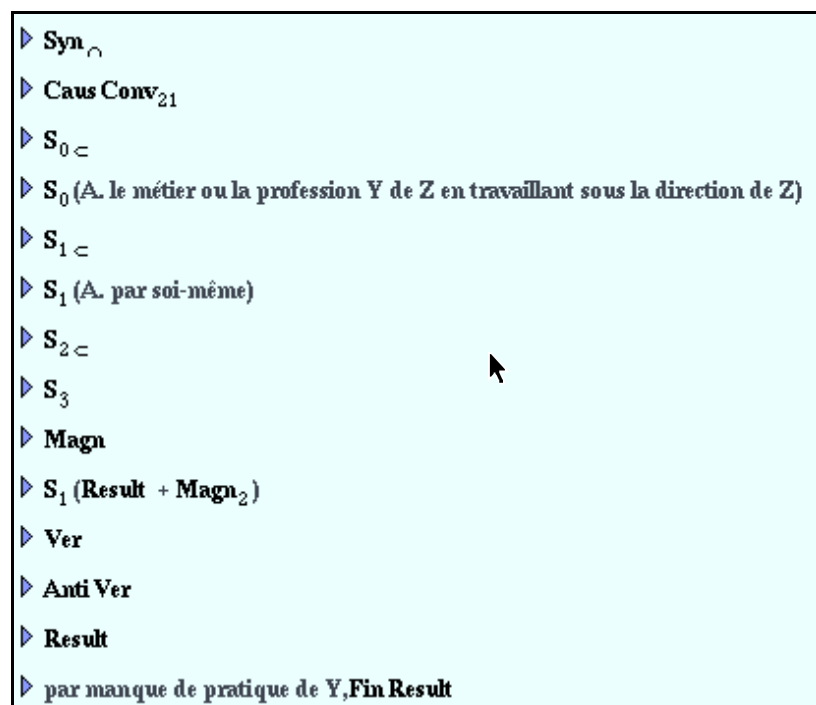 Syn∩
Caus Conv₂₁
S₀⊂
S₀ (A. le métier ou la profession Y de Z en travaillant sous la direction de Z)
S₁⊂
S₁ (A. par soi-même)
S₂⊂
S₃
Magn
S₁ (Result + Magn₂)
Ver
Anti Ver
Result
par manque de pratique de Y,Fin Result